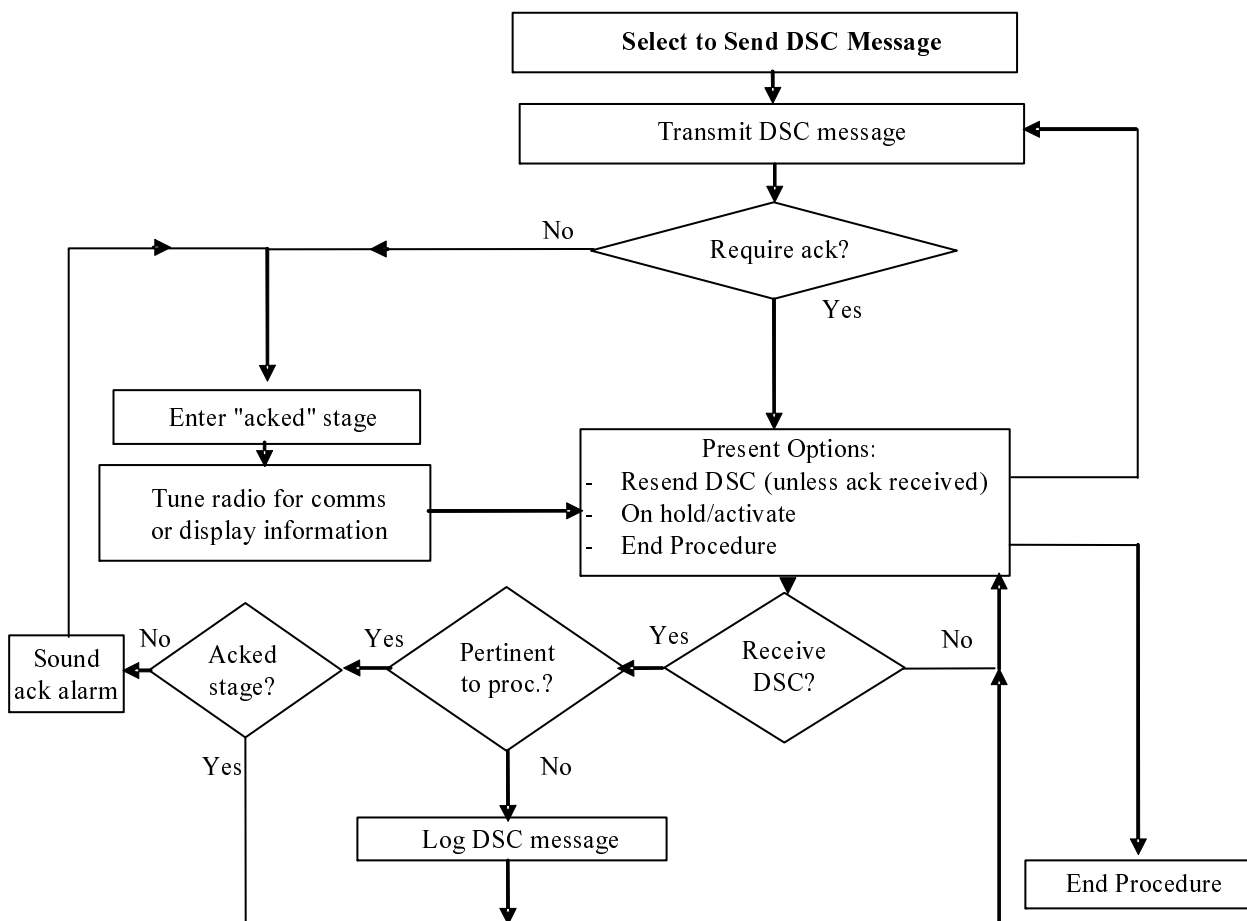 Select to Send DSC Message
Transmit DSC message
No
Require ack?
Yes
Enter "acked" stage
Tune radio for comms
or display information
Present Options:
- Resend DSC (unless ack received)
- On hold/activate
- End Procedure
Sound
ack alarm
No
Acked
stage?
Yes
Pertinent
to proc.?
Yes
Receive
DSC?
No
Yes
No
Log DSC message
End Procedure